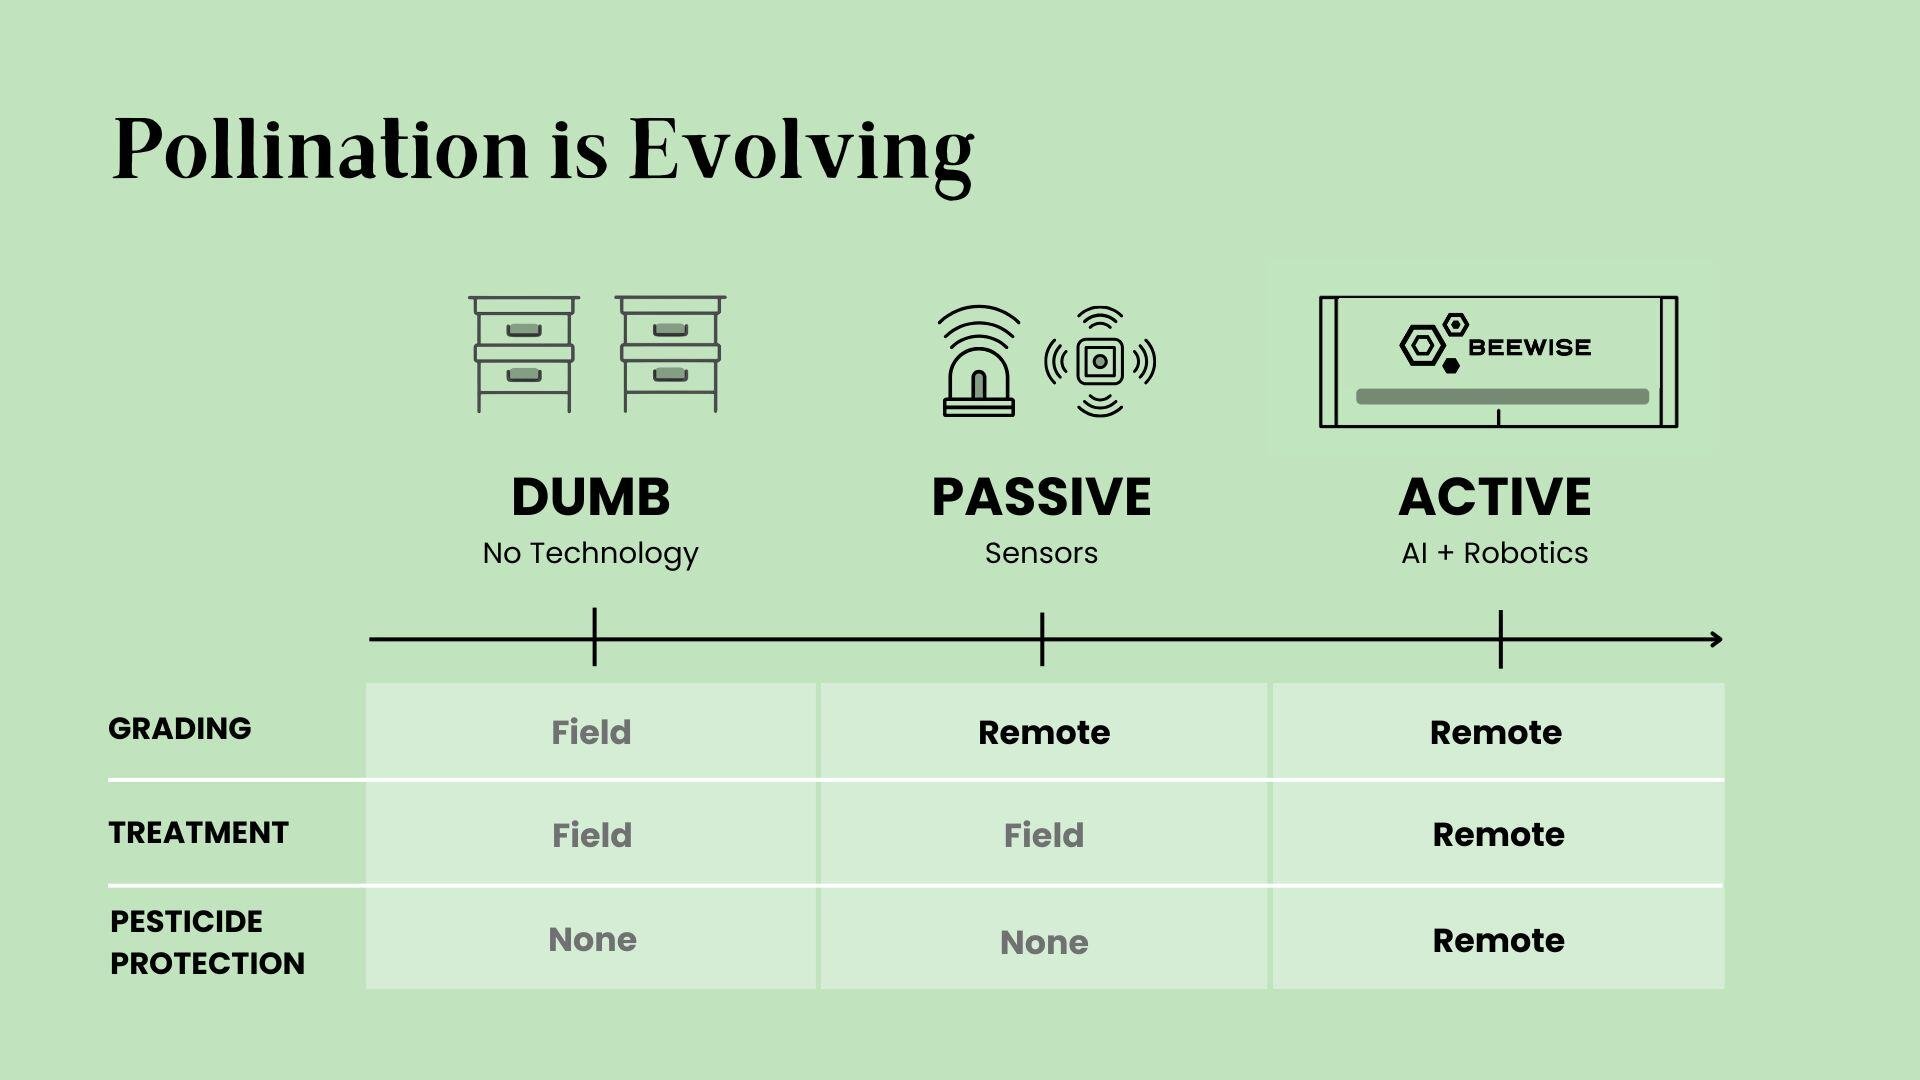 Pollination is Evolving
BEEWISE
DUMB
PASSIVE
ACTIVE
No Technology
Sensors
AI + Robotics
GRADING
Field
Remote
Remote
TREATMENT
Field
Field
Remote
PESTICIDE
PROTECTION
None
None
Remote